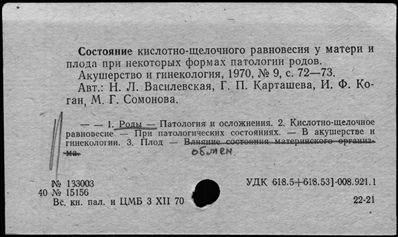 Состояние кислотно-щелочного равновесия у матери и
плода при некоторых формах патологии родов.
Акушерство и гинекология, 1970, № 9, с. 72—73.
Авт.: Н. Л. Василевская, Г. П. Карташева, И. Ф. Ко-
ган, М. Г. Сомонова.
— — 1. Роды — Патология и осложнения. 2. Кислотно-щелочное
равновесие — При патологических состояниях. — В акушерстве и
гинекологии. 3. Плод — Влияние состояния материнского организ-
ма. обмен
№ 133003
40 № 15156
УДК 618.5+618.53]-008.921.1
Вс. кн. пал. и ЦМБ 3 XII 70
22-21